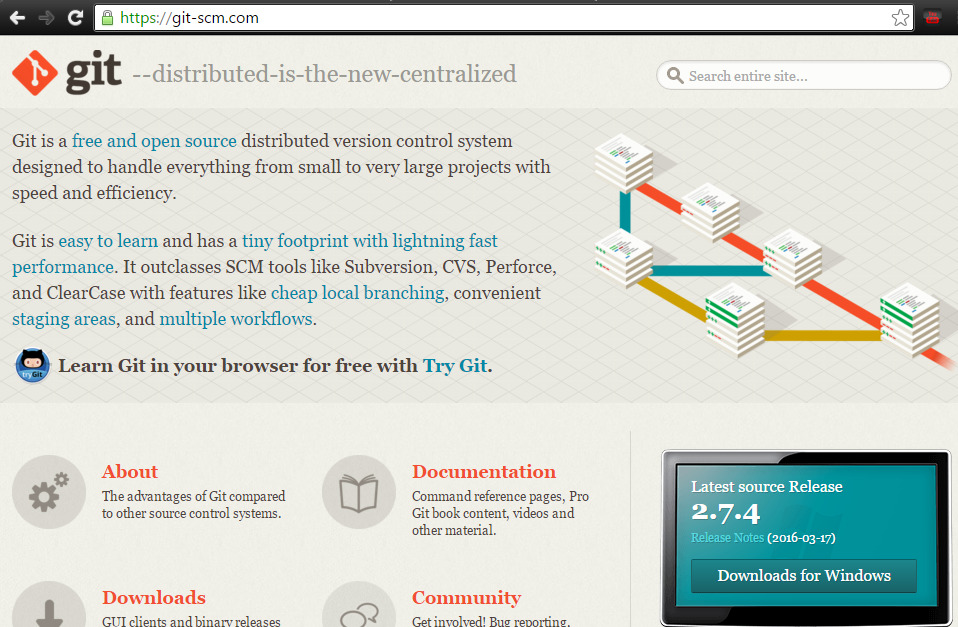 https://git-scm.com
git --distributed-is-the-new-centralized
Search entire site...
Git is a free and open source distributed version control system
designed to handle everything from small to very large projects with
speed and efficiency.
Git is easy to learn and has a tiny footprint with lightning fast
performance. It outclasses SCM tools like Subversion, CVS, Perforce,
and ClearCase with features like cheap local branching, convenient
staging areas, and multiple workflows.
tryGit
Learn Git in your browser for free with Try Git.
About
The advantages of Git compared
to other source control systems.
Documentation
Command reference pages, Pro
Git book content, videos and
other material.
Downloads
GUI clients and binary releases
Community
Get involved! Bug reporting,
Latest source Release
2.7.4
Release Notes (2016-03-17)
Downloads for Windows